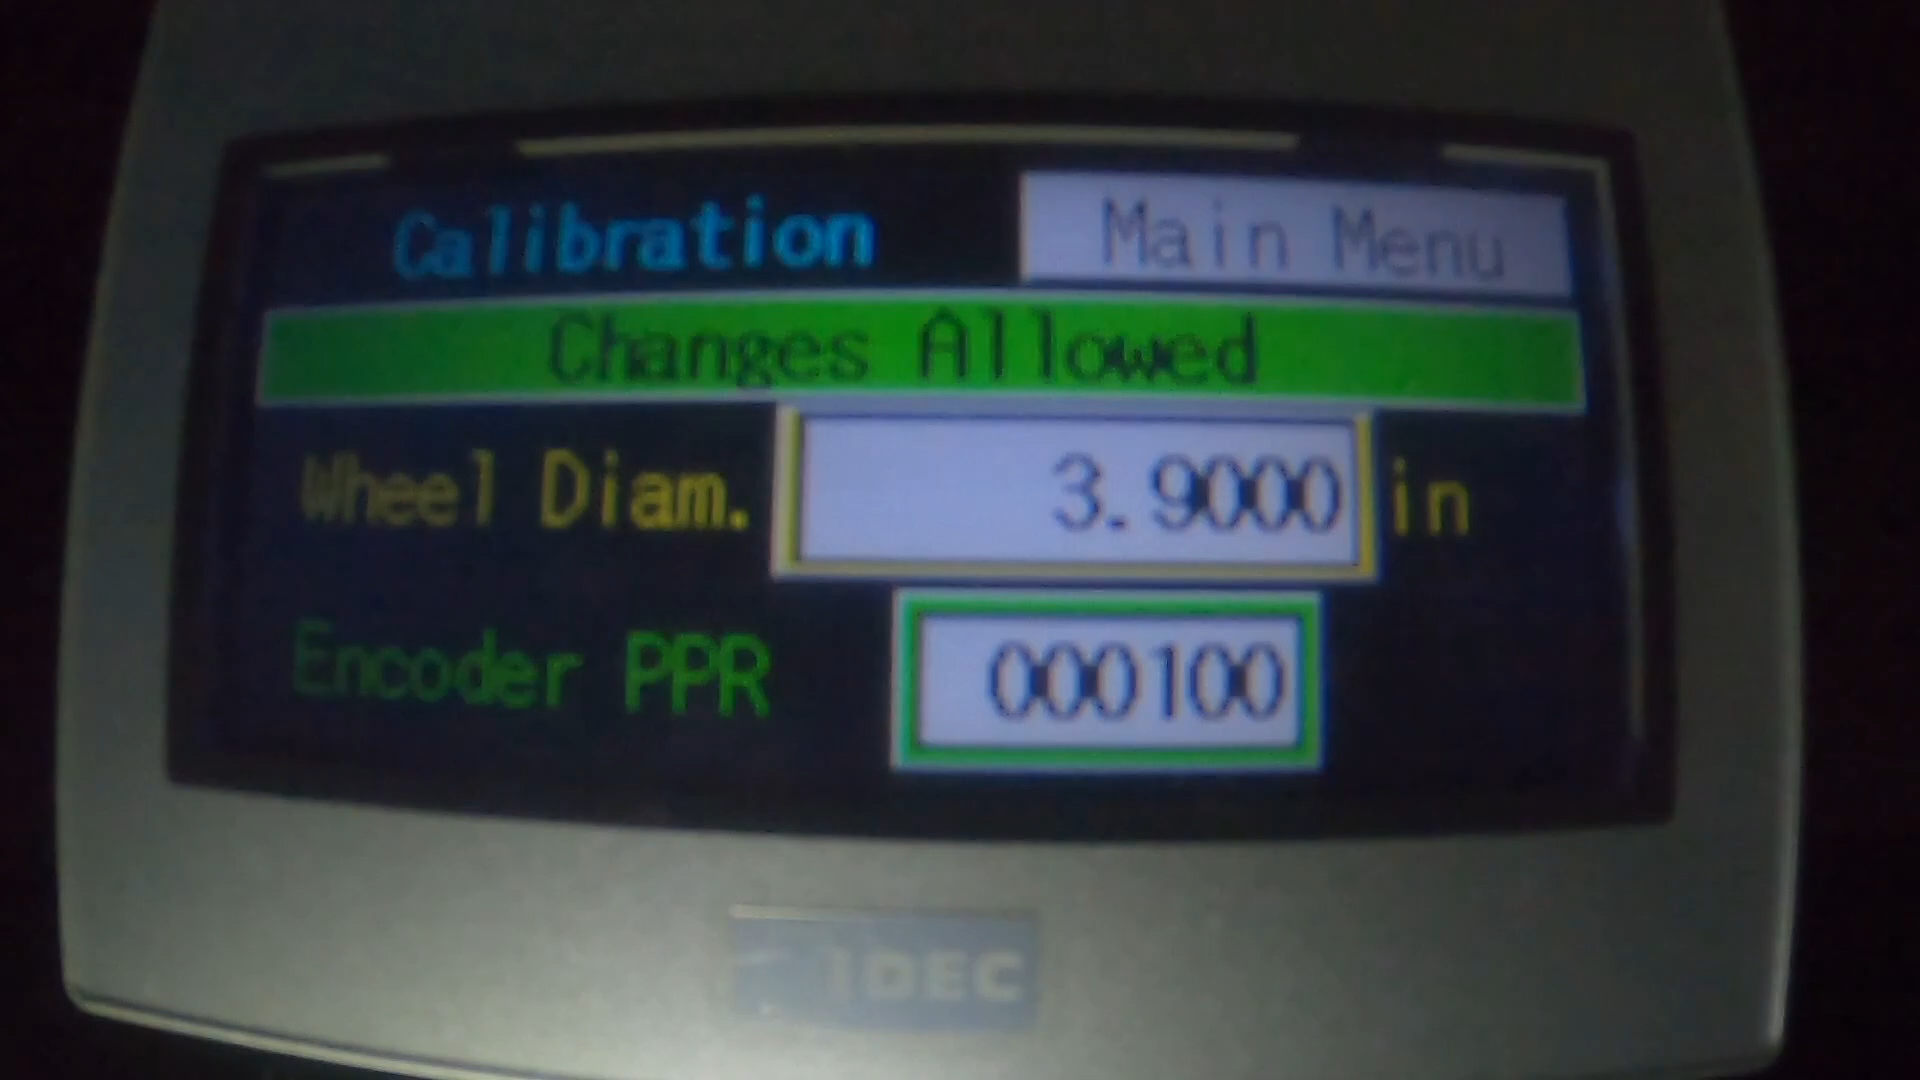 Calibration Main Menu
Changes Allowed
Wheel Diam. 3.9000 in
Encoder PPR 000100
IDEC